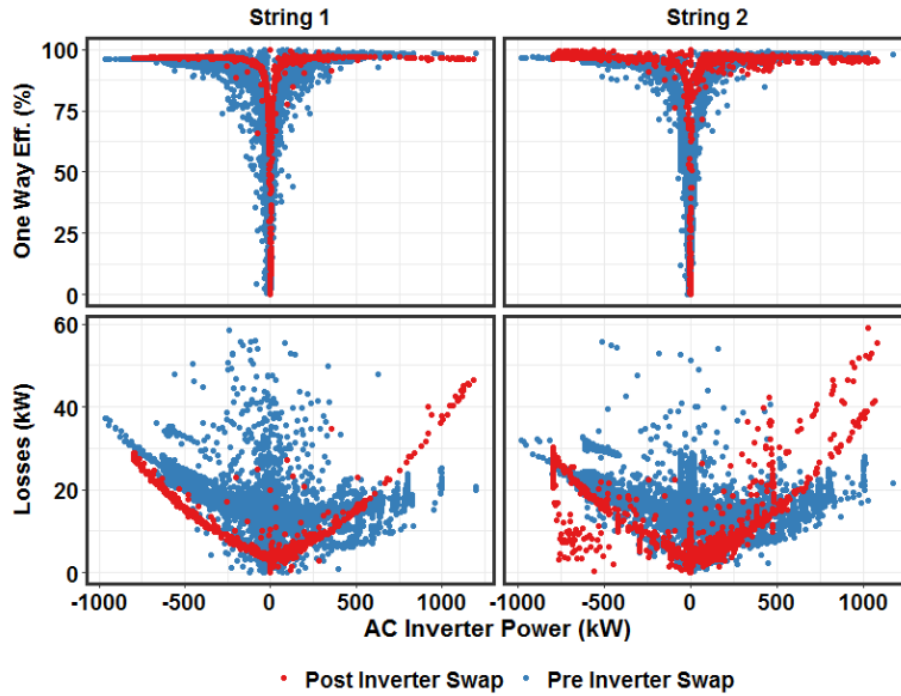 String 1 String 2
100
75
50
25
0
One Way Eff. (%)
60
40
20
0
Losses (kW)
-1000 -500 0 500 1000 -1000 -500 0 500 1000
AC Inverter Power (kW)
Post Inverter Swap Pre Inverter Swap